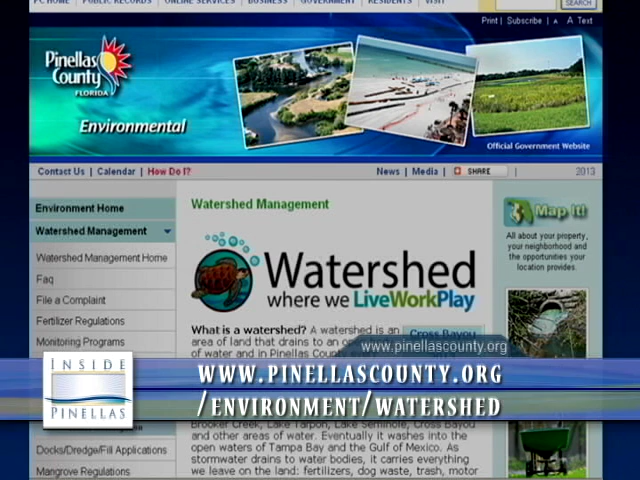 PC HOME | PUBLIC RECORDS | ONLINE SERVICES | BUSINESS | GOVERNMENT | RESIDENTS | VISIT
SEARCH
Print | Subscribe | A A Text
Pinellas
County
FLORIDA
Environmental
Official Government Website
Contact Us | Calendar | How Do I?
News | Media | SHARE | 2013
Environment Home
Watershed Management
Watershed Management Home
Faq
File a Complaint
Fertilizer Regulations
Monitoring Programs
Docks/Dredge/Fill Applications
Mangrove Regulations
Watershed Management
Watershed
where we LiveWorkPlay
What is a watershed? A watershed is an
area of land that drains to an
of water and in Pinellas County
Cross Bayou
Map It!
All about your property,
your neighborhood and
the opportunities your
location provides.
www.pinellascounty.org
INSIDE
PINELLAS
WWW.PINELLASCOUNTY.ORG
/ENVIRONMENT/WATERSHED
Brooker Creek, Lake Tarpon, Lake Seminole, Cross Bayou
and other areas of water. Eventually it washes into the
open waters of Tampa Bay and the Gulf of Mexico. As
stormwater drains to water bodies, it carries everything
we leave on the land: fertilizers, dog waste, trash, motor